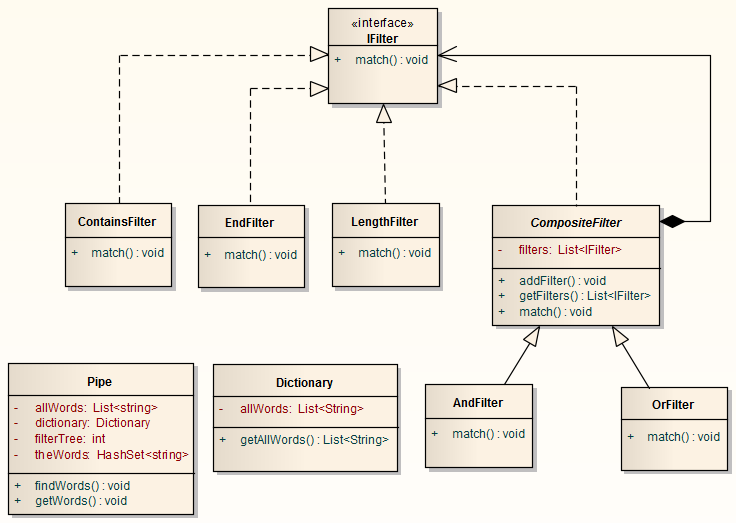 «interface»
IFilter
+ match() : void
ContainsFilter
+ match() : void
EndFilter
+ match() : void
LengthFilter
+ match() : void
CompositeFilter
- filters: List<IFilter>
+ addFilter() : void
+ getFilters() : List<IFilter>
+ match() : void
Pipe
- allWords: List<string>
- dictionary: Dictionary
- filterTree: int
- theWords: HashSet<string>
+ findWords() : void
+ getWords() : void
Dictionary
- allWords: List<String>
+ getAllWords() : List<String>
AndFilter
+ match() : void
OrFilter
+ match() : void